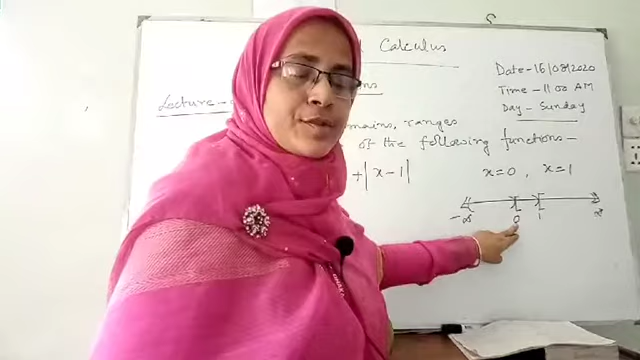 Calculus
Date-16/08/2020
Time-11:00 AM
Day-Sunday
Lecture-
ns
mains, ranges
of the following functions-
+|x-1|
x=0, x=1
-∞ 0 1 ∞